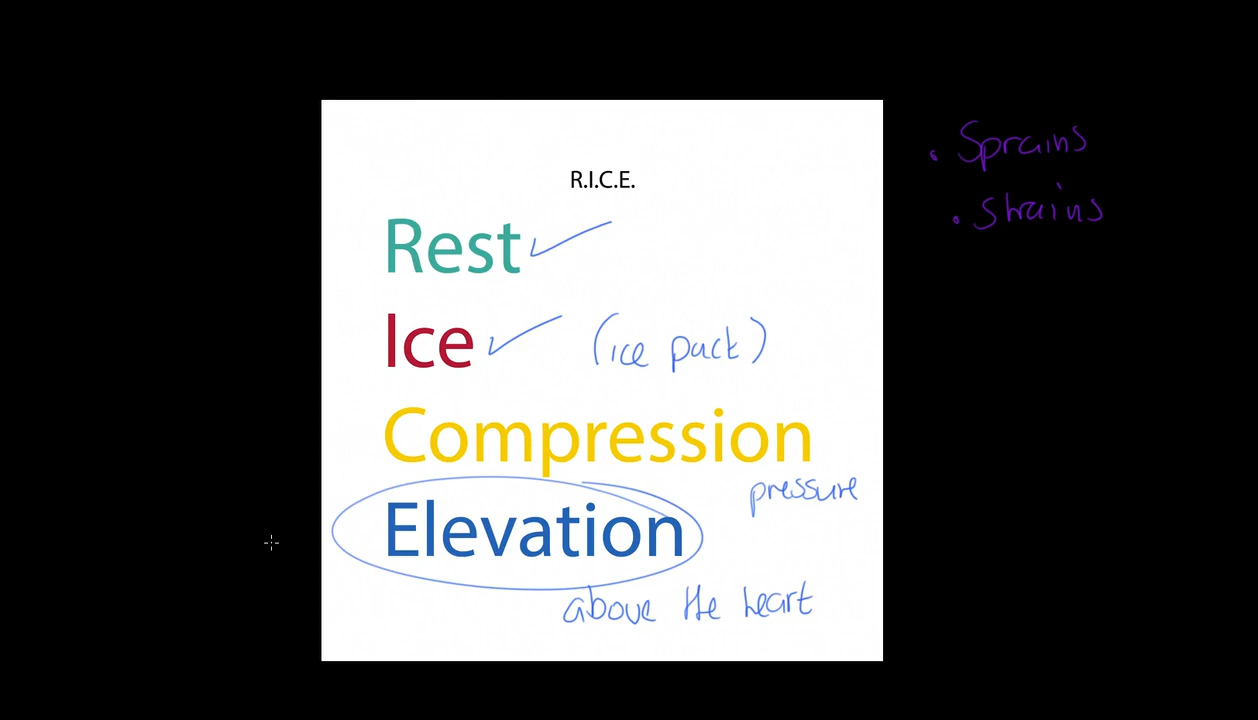 R.I.C.E.
Rest
Ice (ice pack)
Compression
pressure
Elevation
above the heart
• Sprains
• Strains